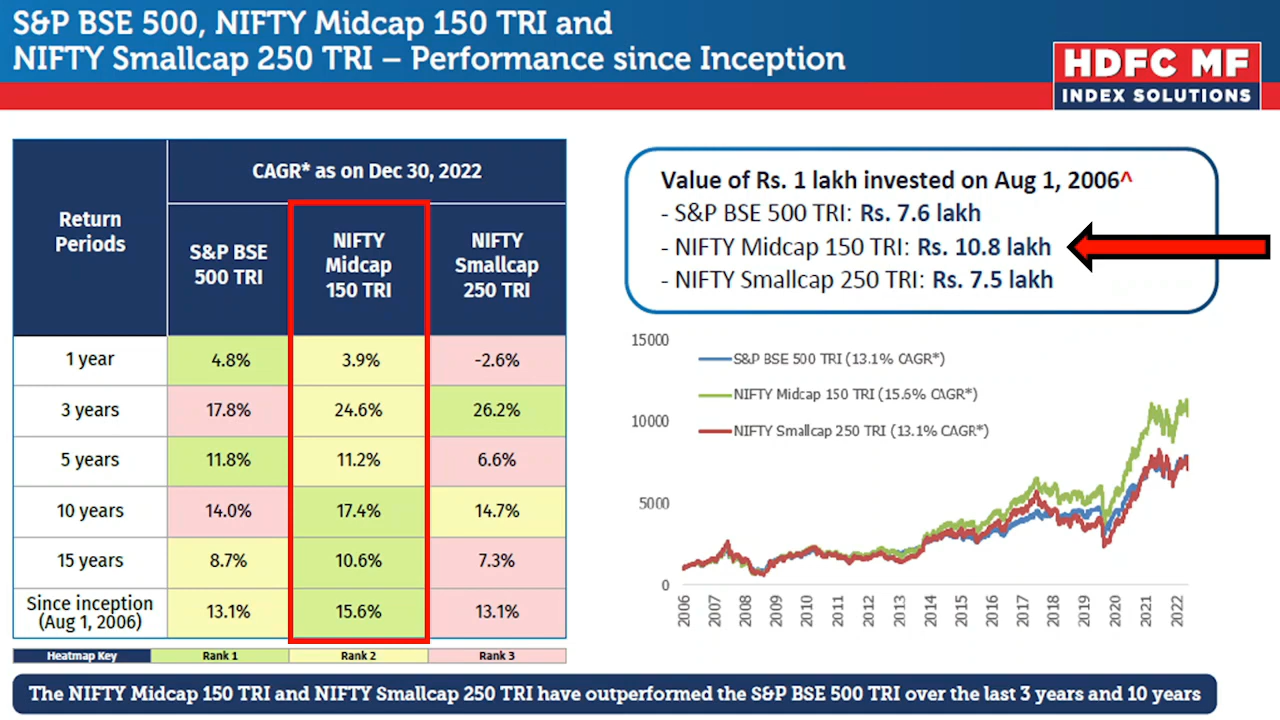 S&P BSE 500, NIFTY Midcap 150 TRI and
NIFTY Smallcap 250 TRI – Performance since Inception
HDFC MF
INDEX SOLUTIONS
Return
Periods
CAGR* as on Dec 30, 2022
S&P BSE
500 TRI
NIFTY
Midcap
150 TRI
NIFTY
Smallcap
250 TRI
1 year 4.8% 3.9% -2.6%
3 years 17.8% 24.6% 26.2%
5 years 11.8% 11.2% 6.6%
10 years 14.0% 17.4% 14.7%
15 years 8.7% 10.6% 7.3%
Since inception
(Aug 1, 2006) 13.1% 15.6% 13.1%
Heatmap Key Rank 1 Rank 2 Rank 3
Value of Rs. 1 lakh invested on Aug 1, 2006^
- S&P BSE 500 TRI: Rs. 7.6 lakh
- NIFTY Midcap 150 TRI: Rs. 10.8 lakh
- NIFTY Smallcap 250 TRI: Rs. 7.5 lakh
15000
10000
5000
0
S&P BSE 500 TRI (13.1% CAGR*)
NIFTY Midcap 150 TRI (15.6% CAGR*)
NIFTY Smallcap 250 TRI (13.1% CAGR*)
2006 2007 2008 2009 2010 2011 2012 2013 2014 2015 2016 2017 2018 2019 2020 2021 2022
The NIFTY Midcap 150 TRI and NIFTY Smallcap 250 TRI have outperformed the S&P BSE 500 TRI over the last 3 years and 10 years